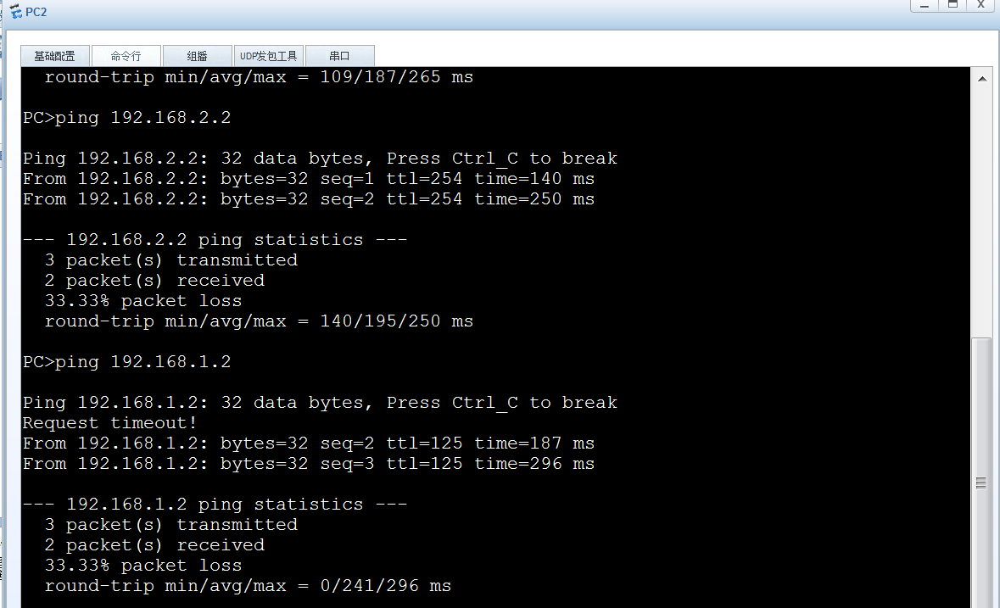 PC2
基础配置 命令行 组播 UDP发包工具 串口
round-trip min/avg/max = 109/187/265 ms
PC>ping 192.168.2.2
Ping 192.168.2.2: 32 data bytes, Press Ctrl_C to break
From 192.168.2.2: bytes=32 seq=1 ttl=254 time=140 ms
From 192.168.2.2: bytes=32 seq=2 ttl=254 time=250 ms
--- 192.168.2.2 ping statistics ---
3 packet(s) transmitted
2 packet(s) received
33.33% packet loss
round-trip min/avg/max = 140/195/250 ms
PC>ping 192.168.1.2
Ping 192.168.1.2: 32 data bytes, Press Ctrl_C to break
Request timeout!
From 192.168.1.2: bytes=32 seq=2 ttl=125 time=187 ms
From 192.168.1.2: bytes=32 seq=3 ttl=125 time=296 ms
--- 192.168.1.2 ping statistics ---
3 packet(s) transmitted
2 packet(s) received
33.33% packet loss
round-trip min/avg/max = 0/241/296 ms